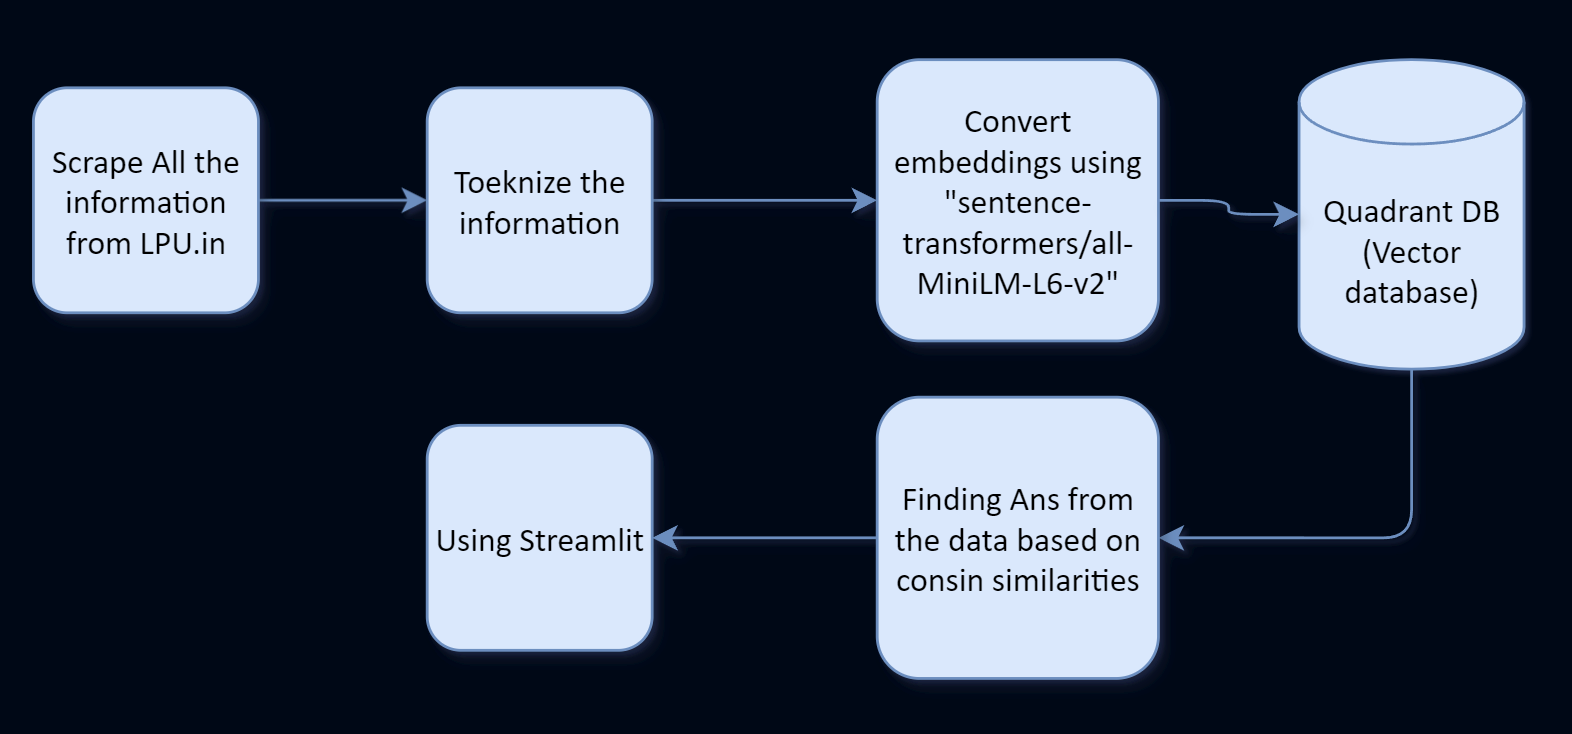 Scrape All the
information
from LPU.in
Toeknize the
information
Convert
embeddings using
"sentence-
transformers/all-
MiniLM-L6-v2"
Quadrant DB
(Vector
database)
Finding Ans from
the data based on
consin similarities
Using Streamlit